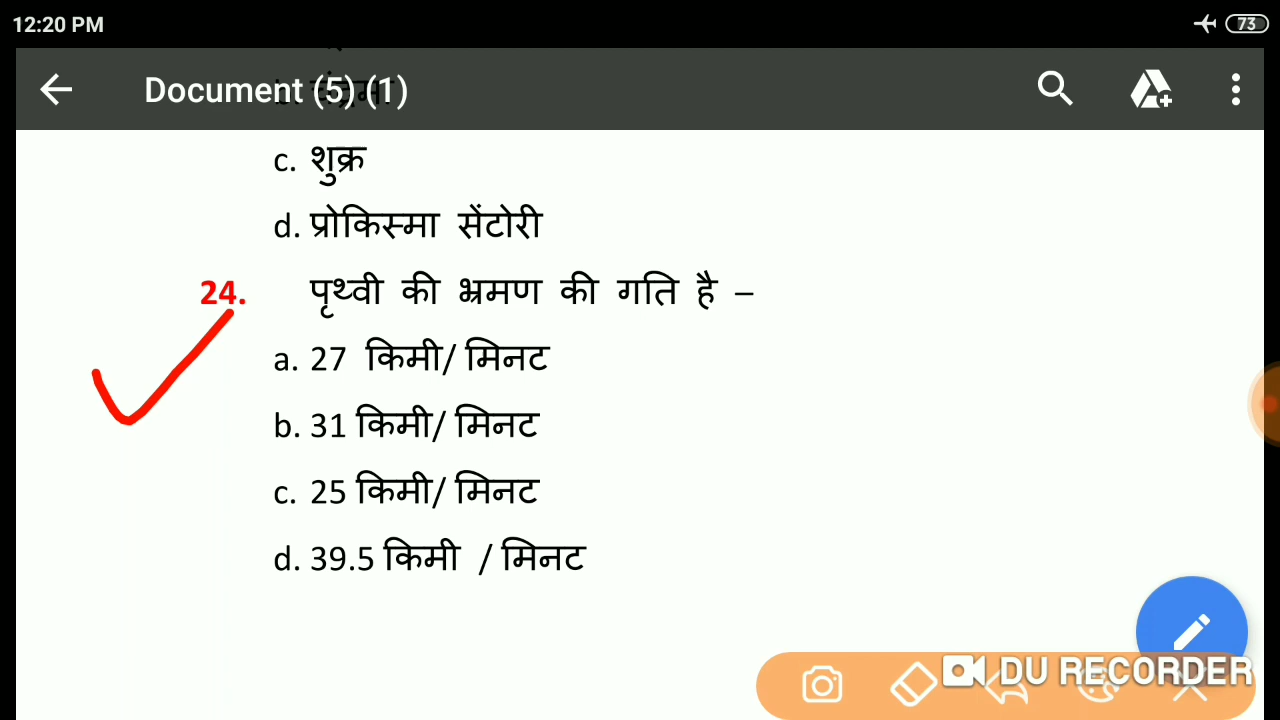 12:20 PM
73
Document (5) (1)
c. शुक्र
d. प्रोकिस्मा सेंटोरी
24. पृथ्वी की भ्रमण की गति है –
a. 27 किमी/ मिनट
b. 31 किमी/ मिनट
c. 25 किमी/ मिनट
d. 39.5 किमी / मिनट
DU RECORDER